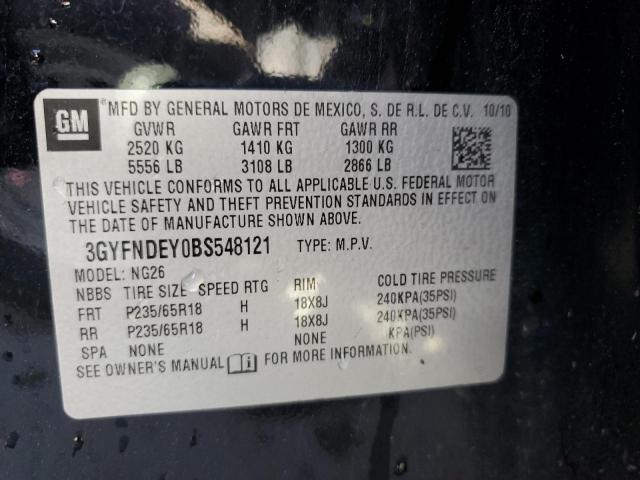 GM ®MFD BY GENERAL MOTORS DE MEXICO, S. DE R.L. DE C.V. 10/10
GVWR GAWR FRT GAWR RR
2520 KG 1410 KG 1300 KG
5556 LB 3108 LB 2866 LB
THIS VEHICLE CONFORMS TO ALL APPLICABLE U.S. FEDERAL MOTOR
VEHICLE SAFETY AND THEFT PREVENTION STANDARDS IN EFFECT ON
THE DATE OF MANUFACTURE SHOWN ABOVE.
3GYFNDEY0BS548121 TYPE: M.P.V.
MODEL: NG26
NBBS TIRE SIZE SPEED RTG RIM COLD TIRE PRESSURE
FRT P235/65R18 H 18X8J 240KPA(35PSI)
RR P235/65R18 H 18X8J 240KPA(35PSI)
SPA NONE NONE KPA(PSI)
SEE OWNER'S MANUAL FOR MORE INFORMATION.